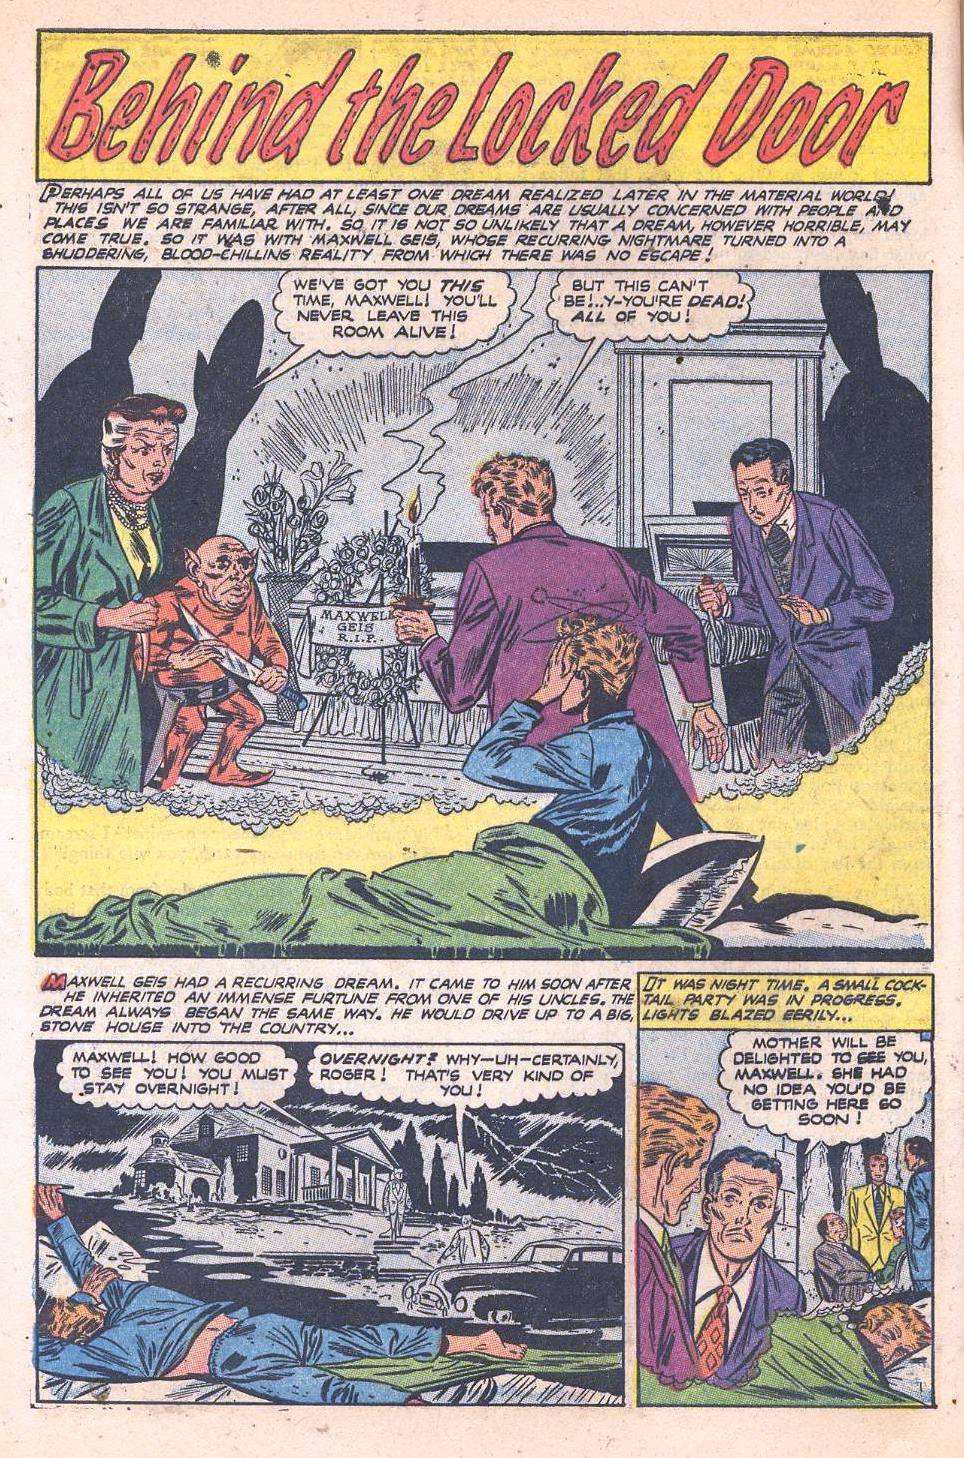 Behind the Locked Door
PERHAPS ALL OF US HAVE HAD AT LEAST ONE DREAM REALIZED LATER IN THE MATERIAL WORLD!
THIS ISN'T SO STRANGE, AFTER ALL, SINCE OUR DREAMS ARE USUALLY CONCERNED WITH PEOPLE AND
PLACES WE ARE FAMILIAR WITH. SO IT IS NOT SO UNLIKELY THAT A DREAM, HOWEVER HORRIBLE, MAY
COME TRUE. SO IT WAS WITH MAXWELL GEIS, WHOSE RECURRING NIGHTMARE TURNED INTO A
SHUDDERING, BLOOD-CHILLING REALITY FROM WHICH THERE WAS NO ESCAPE!
WE'VE GOT YOU THIS
TIME, MAXWELL! YOU'LL
NEVER LEAVE THIS
ROOM ALIVE!
BUT THIS CAN'T
BE!..Y-YOU'RE DEAD!
ALL OF YOU!
MAXWELL
GEIS
R.I.P.
MAXWELL GEIS HAD A RECURRING DREAM. IT CAME TO HIM SOON AFTER
HE INHERITED AN IMMENSE FURTUNE FROM ONE OF HIS UNCLES. THE
DREAM ALWAYS BEGAN THE SAME WAY. HE WOULD DRIVE UP TO A BIG,
STONE HOUSE INTO THE COUNTRY...
MAXWELL! HOW GOOD
TO SEE YOU! YOU MUST
STAY OVERNIGHT!
OVERNIGHT? WHY-UH-CERTAINLY,
ROGER! THAT'S VERY KIND OF
YOU!
IT WAS NIGHT TIME. A SMALL COCK-
TAIL PARTY WAS IN PROGRESS.
LIGHTS BLAZED EERILY...
MOTHER WILL BE
DELIGHTED TO SEE YOU,
MAXWELL. SHE HAD
NO IDEA YOU'D BE
GETTING HERE SO
SOON!
1